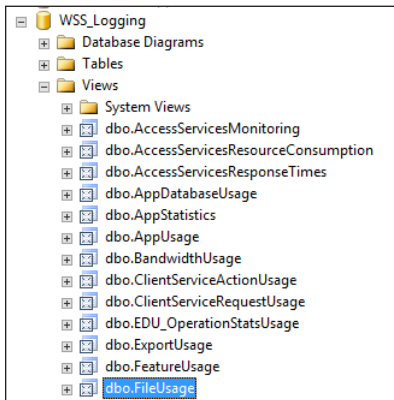 WSS_Logging
Database Diagrams
Tables
Views
System Views
dbo.AccessServicesMonitoring
dbo.AccessServicesResourceConsumption
dbo.AccessServicesResponseTimes
dbo.AppDatabaseUsage
dbo.AppStatistics
dbo.AppUsage
dbo.BandwidthUsage
dbo.ClientServiceActionUsage
dbo.ClientServiceRequestUsage
dbo.EDU_OperationStatsUsage
dbo.ExportUsage
dbo.FeatureUsage
dbo.FileUsage